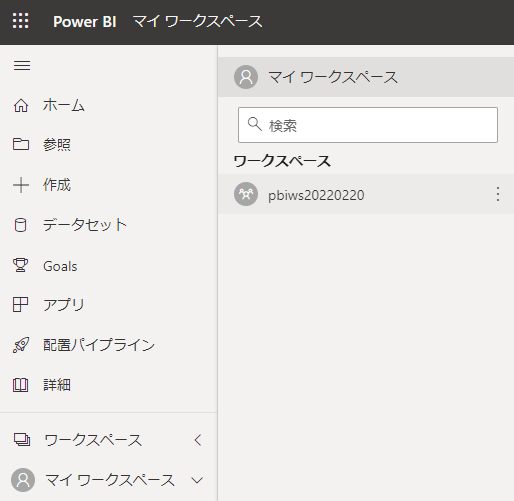 Power BI マイ ワークスペース
ホーム
参照
作成
データセット
Goals
アプリ
配置パイプライン
詳細
ワークスペース
マイ ワークスペース
マイ ワークスペース
検索
ワークスペース
pbiws20220220